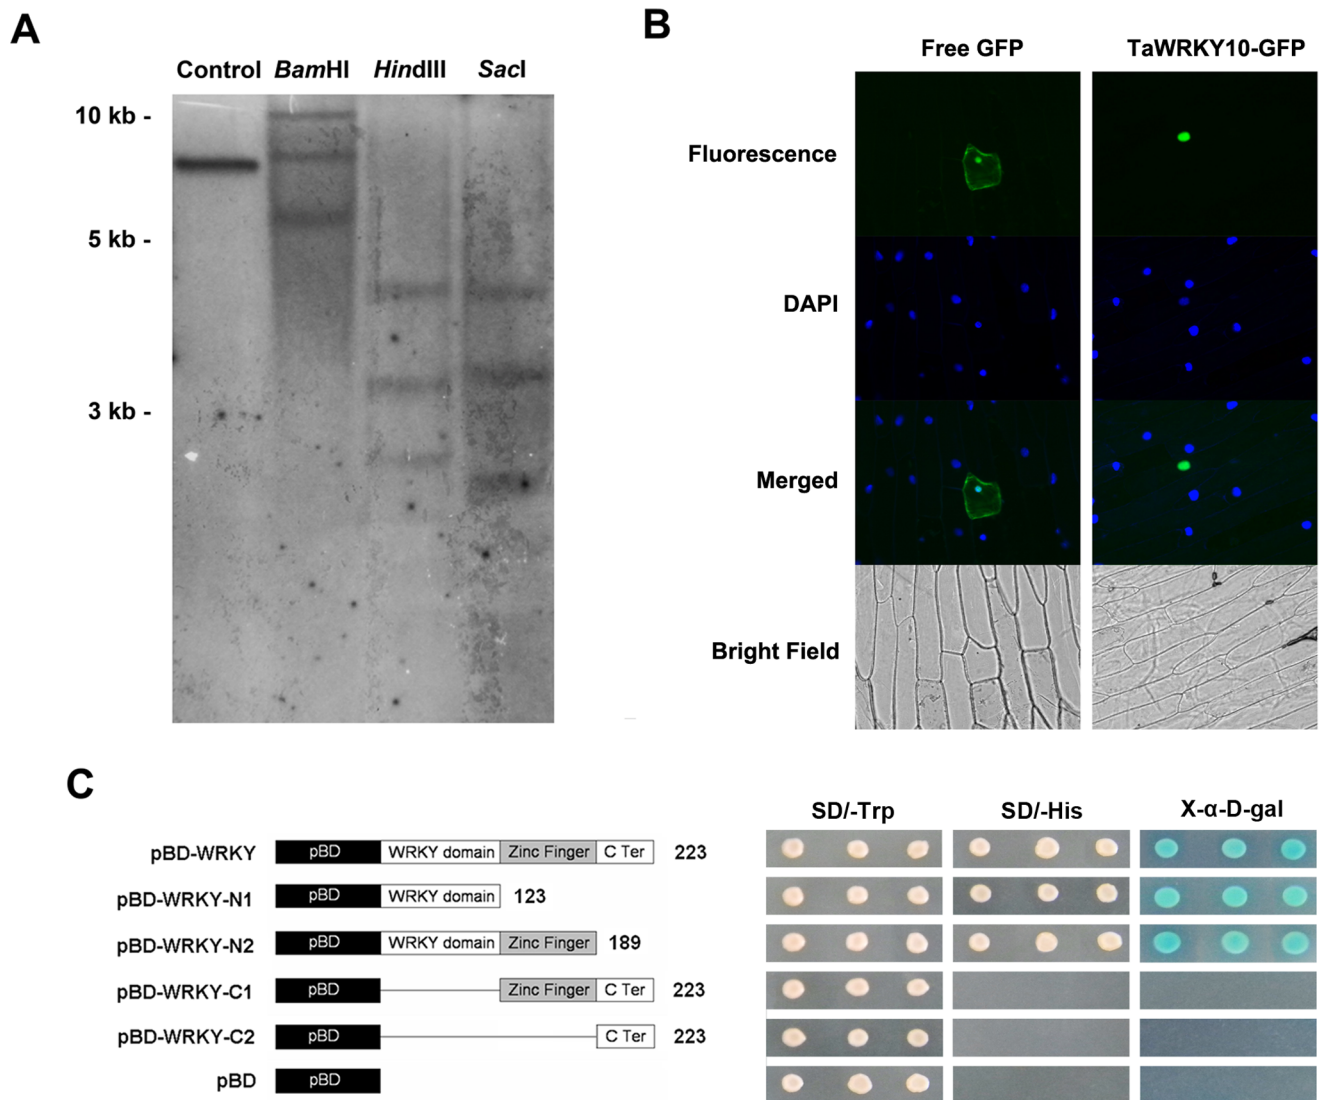 A
Control BamHI HindIII SacI
10 kb -
5 kb -
3 kb -
B
Free GFP TaWRKY10-GFP
Fluorescence
DAPI
Merged
Bright Field
C
SD/-Trp SD/-His X-α-D-gal
pBD-WRKY pBD WRKY domain Zinc Finger C Ter 223
pBD-WRKY-N1 pBD WRKY domain 123
pBD-WRKY-N2 pBD WRKY domain Zinc Finger 189
pBD-WRKY-C1 pBD Zinc Finger C Ter 223
pBD-WRKY-C2 pBD C Ter 223
pBD pBD